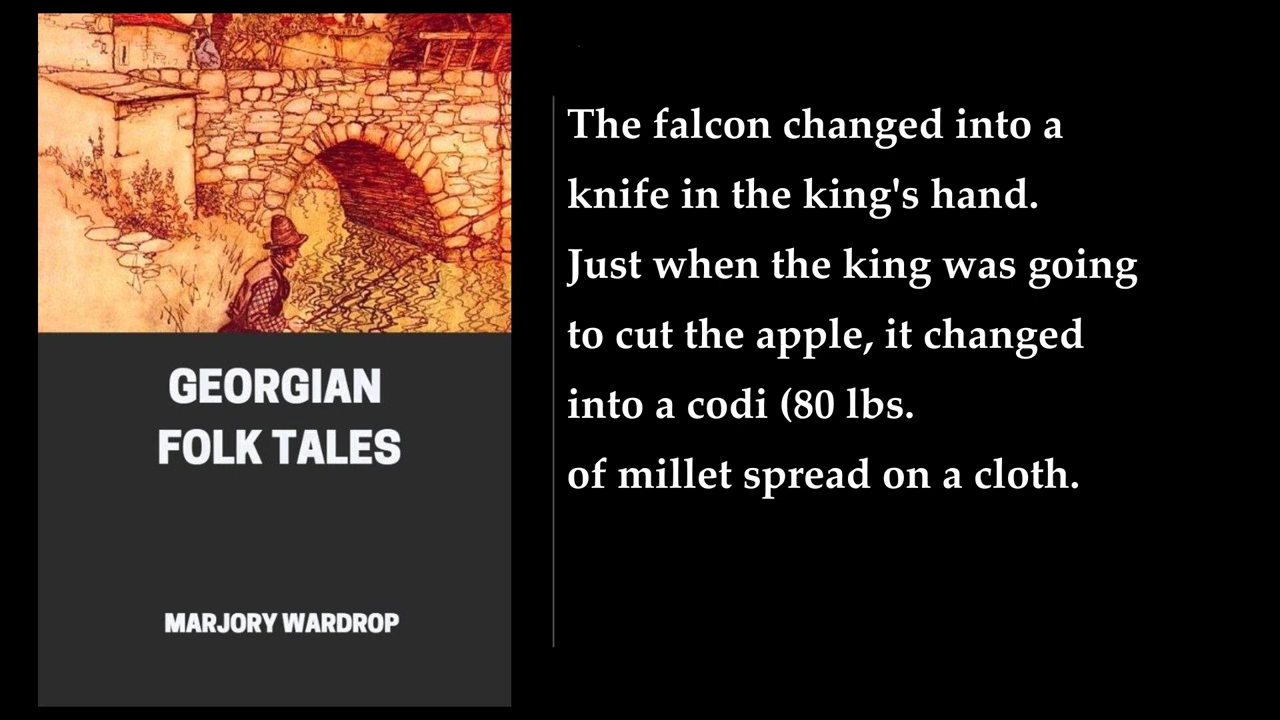 GEORGIAN
FOLK TALES
MARJORY WARDROP
The falcon changed into a
knife in the king's hand.
Just when the king was going
to cut the apple, it changed
into a codi (80 lbs.
of millet spread on a cloth.